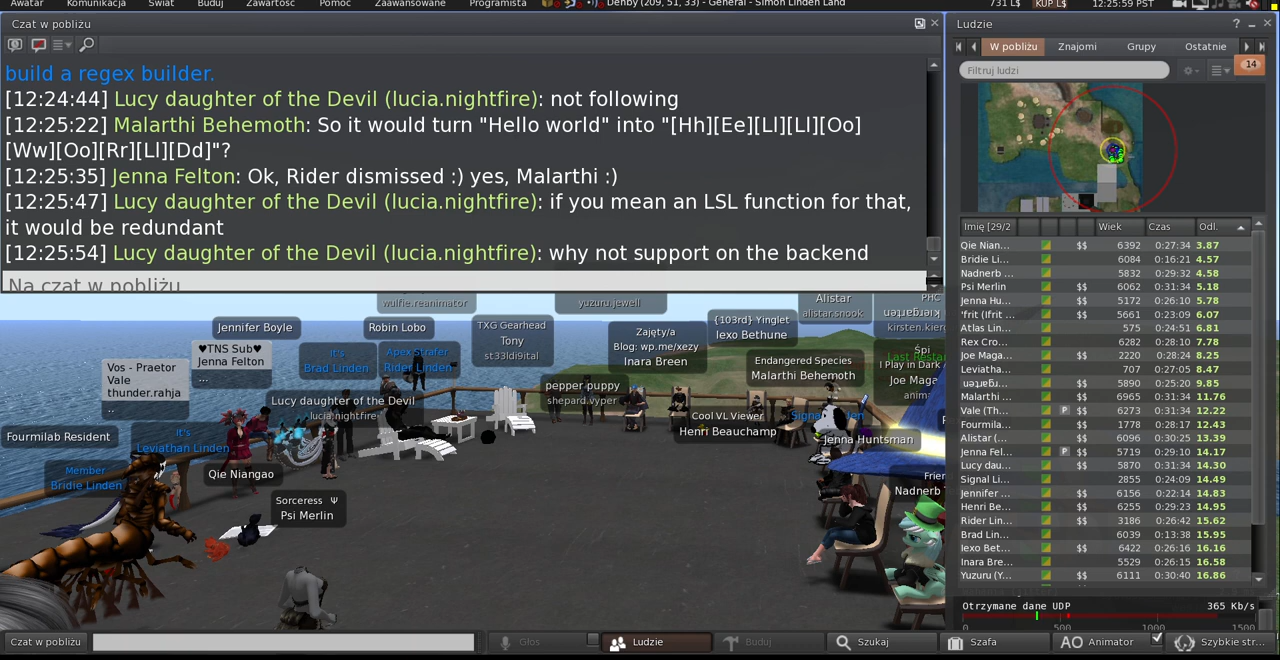 Awatar Komunikacja Świat Buduj Zawartość Pomoc Zaawansowane Programista Denby (209, 51, 33) - General - Simon Linden Land 731 L$ KUP L$ 12:25:59 PST
Czat w pobliżu
build a regex builder.
[12:24:44] Lucy daughter of the Devil (lucia.nightfire): not following
[12:25:22] Malarthi Behemoth: So it would turn "Hello world" into "[Hh][Ee][Ll][Ll][Oo]
[Ww][Oo][Rr][Ll][Dd]"?
[12:25:35] Jenna Felton: Ok, Rider dismissed :) yes, Malarthi :)
[12:25:47] Lucy daughter of the Devil (lucia.nightfire): if you mean an LSL function for that,
it would be redundant
[12:25:54] Lucy daughter of the Devil (lucia.nightfire): why not support on the backend
Na czat w pobliżu
wulfie.reanimator
yuzuru.jewell
Alistar
alistar.snook
PHC
kirsten.kierg
Jennifer Boyle
Robin Lobo
TXG Gearhead
Tony
st33ldi9ital
Zajęty/a
Blog: wp.me/xezy
Inara Breen
{103rd} Yinglet
Iexo Bethune
Endangered Species
Malarthi Behemoth
Śpi
Last Restar
I Play in Dark
Joe Maga
anim
♥TNS Sub♥
Jenna Felton
...
It's
Brad Linden
Apex Strafer
Rider Linden
Vos - Praetor
Vale
thunder.rahja
..
Lucy daughter of the Devil
lucia.nightfire
pepper puppy
shepard.vyper
Cool VL Viewer
Henri Beauchamp
Jenna Huntsman
Fourmilab Resident
It's
Leviathan Linden
Member
Bridie Linden
Qie Niangao
Sorceress Ψ
Psi Merlin
Frien
Nadnerb
Ludzie
W pobliżu Znajomi Grupy Ostatnie
14
Filtruj ludzi
Imię [29/2 Wiek Czas Odl.
Qie Nian... $$ 6392 0:27:34 3.87
Bridie Li... 6084 0:16:21 4.57
Nadnerb ... 5832 0:29:32 4.58
Psi Merlin $$ 6062 0:31:34 5.18
Jenna Hu... $$ 5172 0:26:10 5.78
'frit (Ifrit ... $$ 5661 0:23:09 6.07
Atlas Lin... 575 0:24:51 6.81
Rex Cro... 6282 0:28:10 7.78
Joe Maga... $$ 2220 0:28:24 8.25
Leviatha... 707 0:27:05 8.47
$$ 5890 0:25:20 9.85
Malarthi ... 6965 0:31:34 11.76
Vale (Th... P $$ 6273 0:31:34 12.22
Fourmila... 1778 0:28:17 12.43
Alistar (... $$ 6096 0:30:25 13.39
Jenna Fel... P $$ 5719 0:29:10 14.17
Lucy dau... $$ 5870 0:31:34 14.30
Signal Li... 2855 0:24:09 14.49
Jennifer ... $$ 6156 0:22:14 14.83
Henri Be... $$ 6255 0:29:23 14.95
Rider Lin... $$ 3186 0:26:42 15.62
Brad Lin... 6039 0:13:38 15.95
Iexo Bet... $$ 6422 0:26:16 16.16
Inara Bre... 5529 0:26:15 16.58
Yuzuru (Y... $$ 6111 0:30:40 16.86
Otrzymane dane UDP 365 Kb/s
0 500 1000 1500
Czat w pobliżu Głos Ludzie Buduj Szukaj Szafa AO Animator Szybkie str...